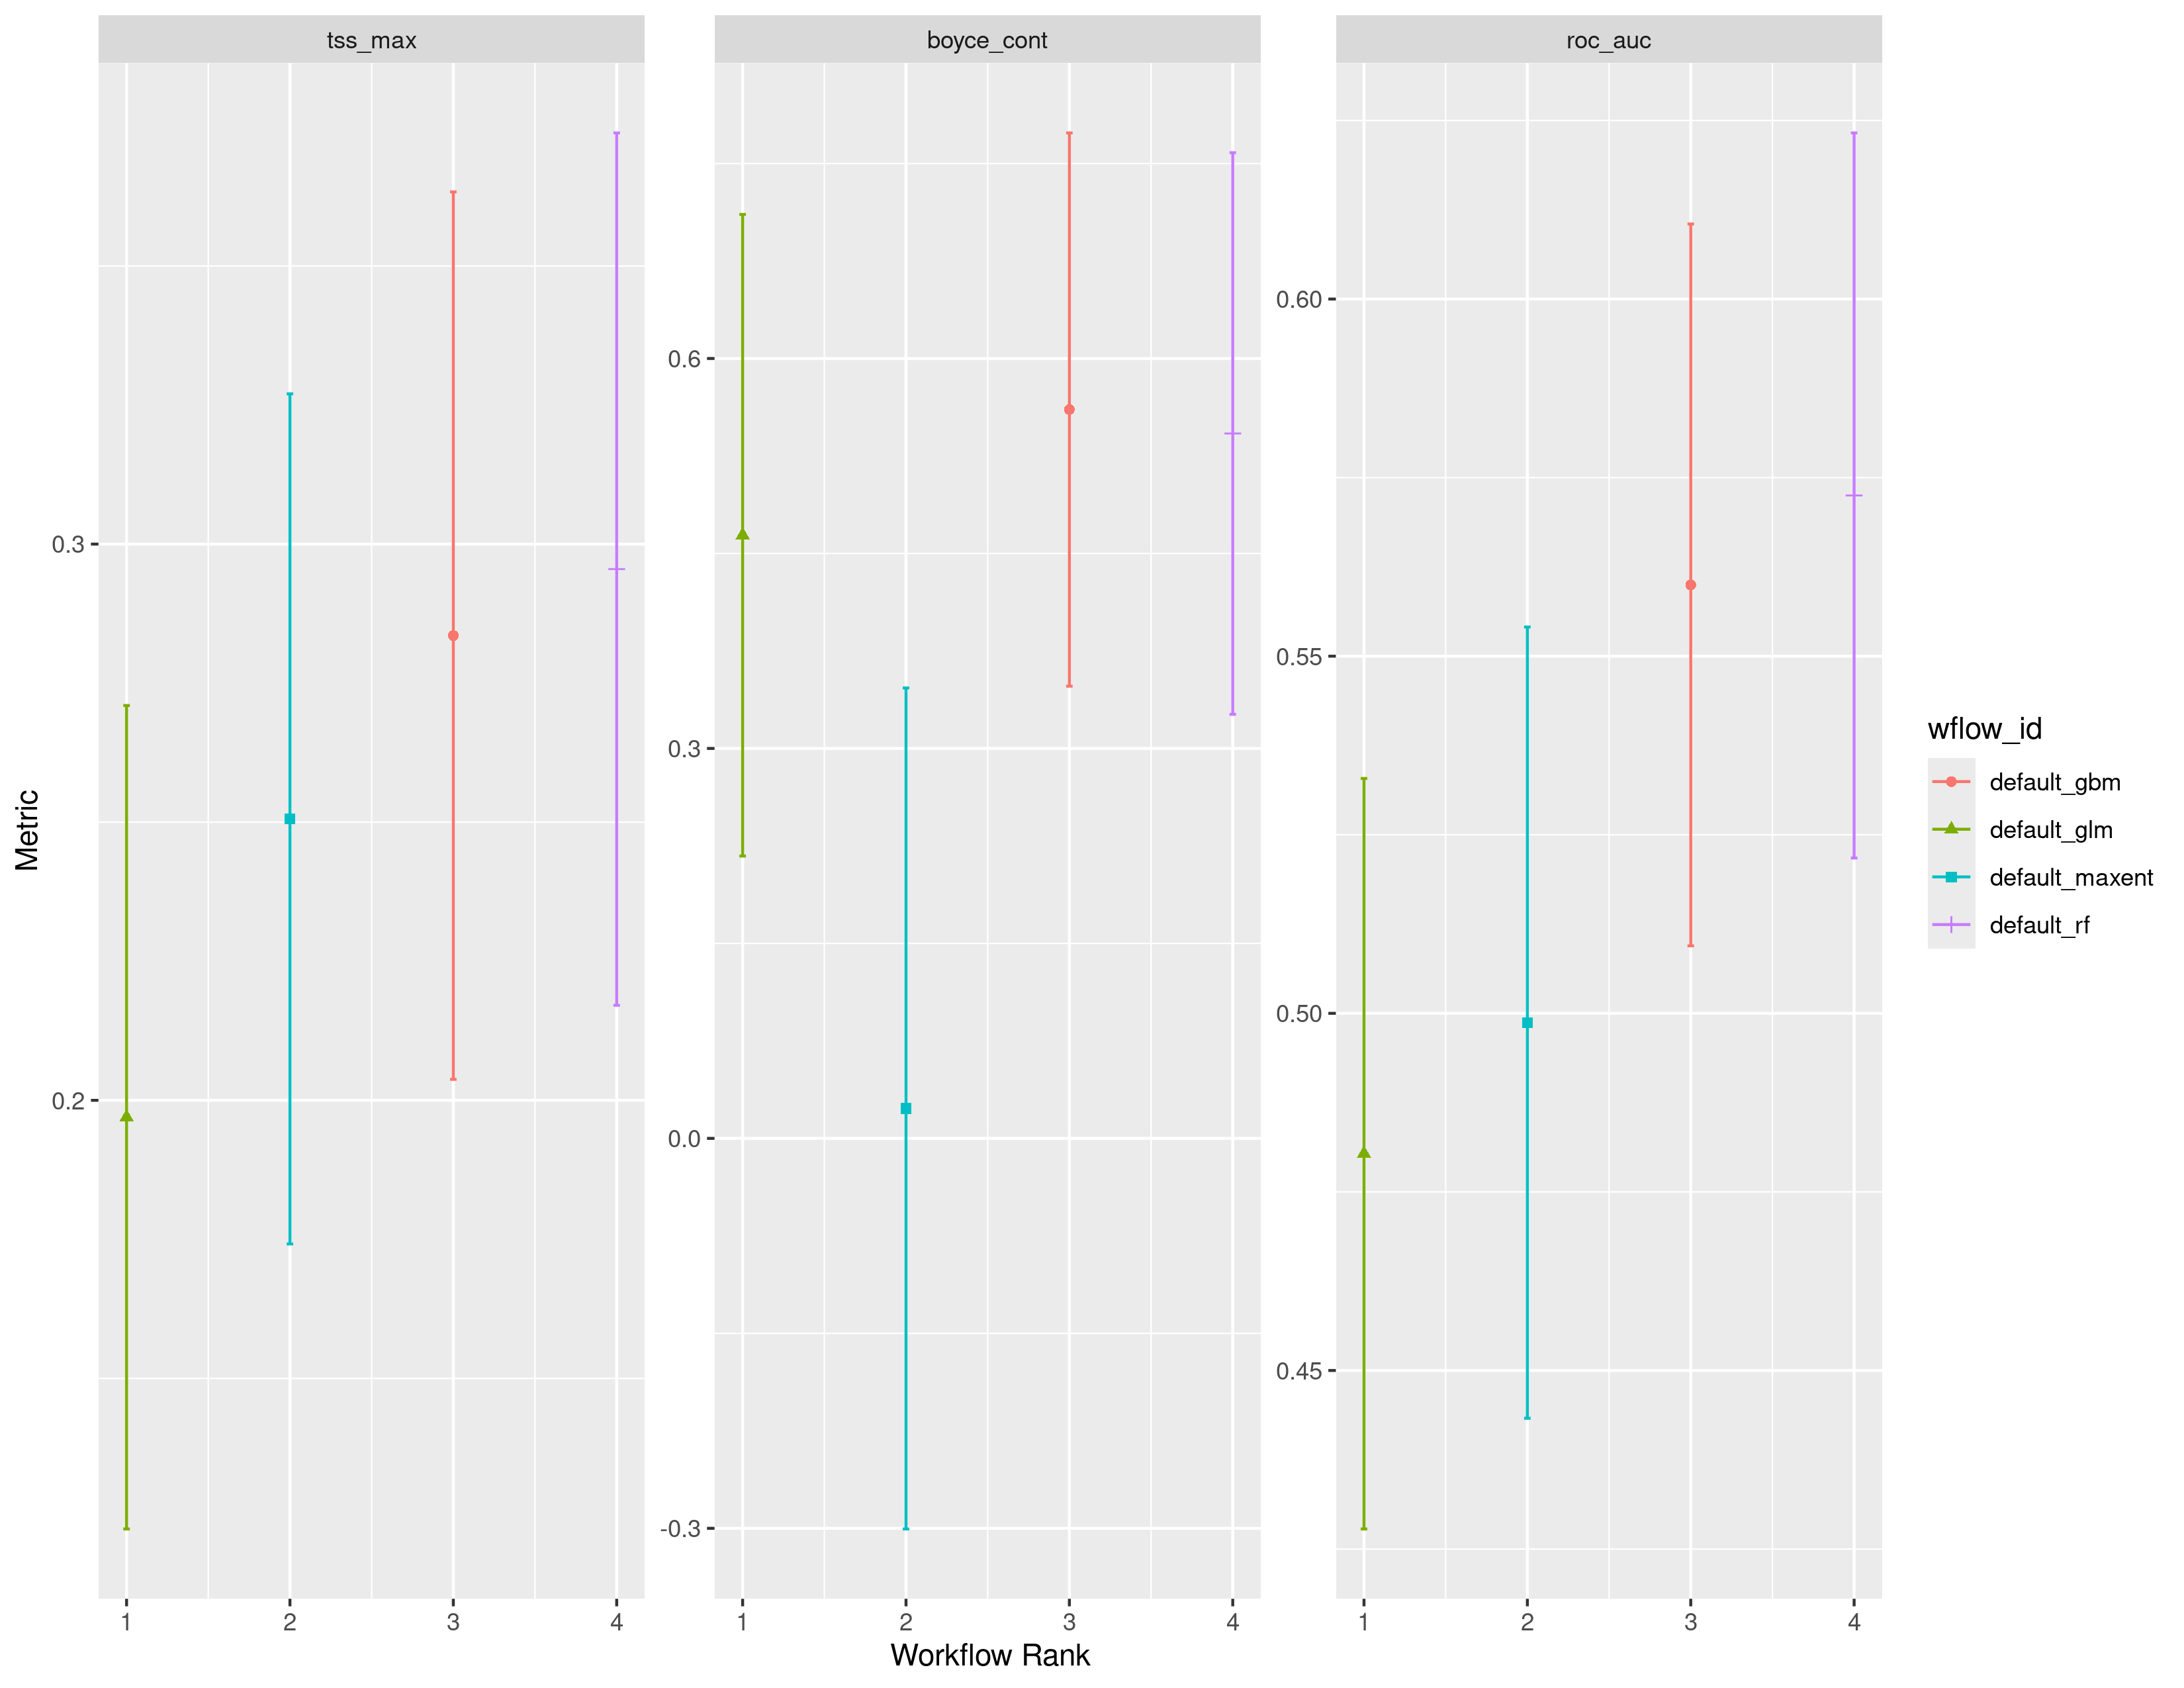 tss_max
boyce_cont
roc_auc
Metric
0.3
0.2
0.6
0.3
0.0
-0.3
0.60
0.55
0.50
0.45
1 2 3 4
1 2 3 4
1 2 3 4
Workflow Rank
wflow_id
default_gbm
default_glm
default_maxent
default_rf